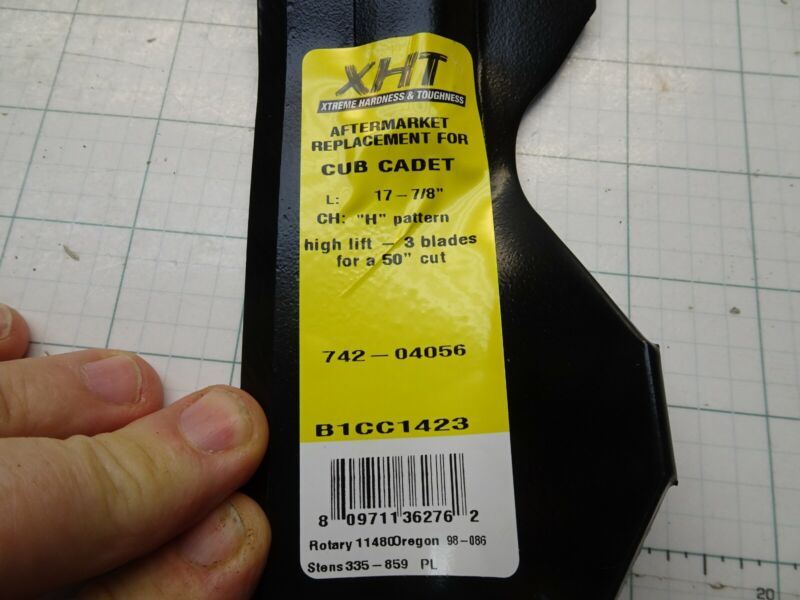 XHT
XTREME HARDNESS & TOUGHNESS
AFTERMARKET
REPLACEMENT FOR
CUB CADET
L: 17-7/8"
CH: "H" pattern
high lift - 3 blades
for a 50" cut
742-04056
B1CC1423
8 09711 36276 2
Rotary 11480 Oregon 98-086
Stens 335-859 PL
20